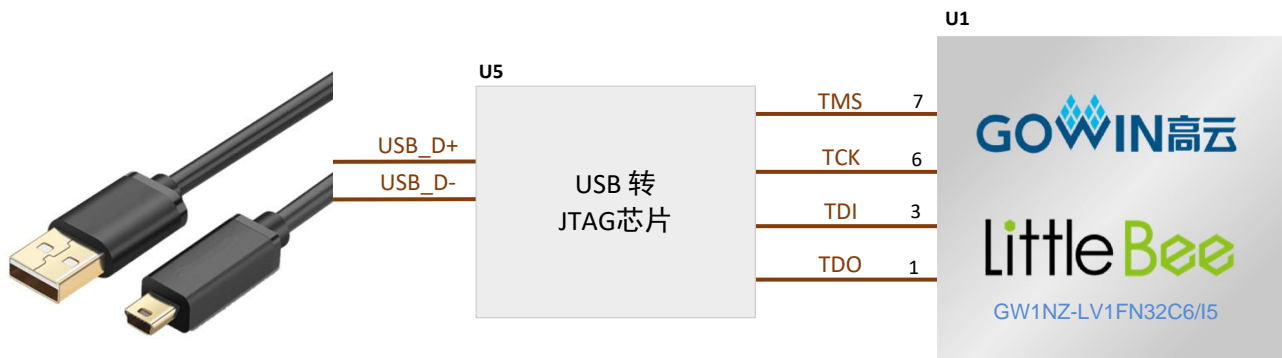 U1
U5
TMS 7
USB_D+
TCK 6
USB_D-
USB 转
JTAG芯片
TDI 3
TDO 1
GOWIN高云
LittleBee
GW1NZ-LV1FN32C6/I5